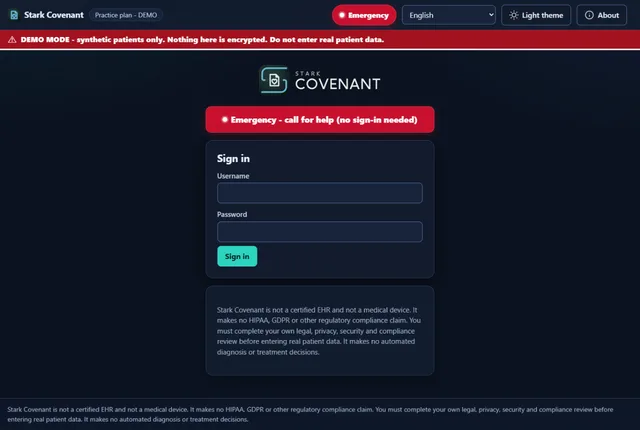 Stark Covenant Practice plan - DEMO Emergency English Light theme About
DEMO MODE - synthetic patients only. Nothing here is encrypted. Do not enter real patient data.
STARK
COVENANT
Emergency - call for help (no sign-in needed)
Sign in
Username
Password
Sign in
Stark Covenant is not a certified EHR and not a medical device. It
makes no HIPAA, GDPR or other regulatory compliance claim. You
must complete your own legal, privacy, security and compliance
review before entering real patient data. It makes no automated
diagnosis or treatment decisions.
Stark Covenant is not a certified EHR and not a medical device. It makes no HIPAA, GDPR or other regulatory compliance claim. You must complete your own legal, privacy, security and compliance review before
entering real patient data. It makes no automated diagnosis or treatment decisions.